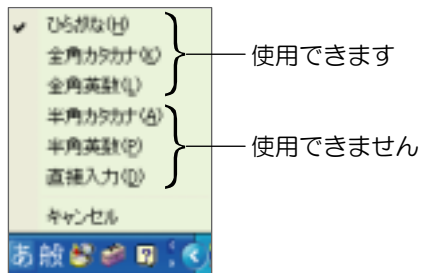 ひらがな(H)
全角カタカナ(K)
全角英数(L)
使用できます
半角カタカナ(A)
半角英数(P)
直接入力(D)
使用できません
キャンセル
あ 般